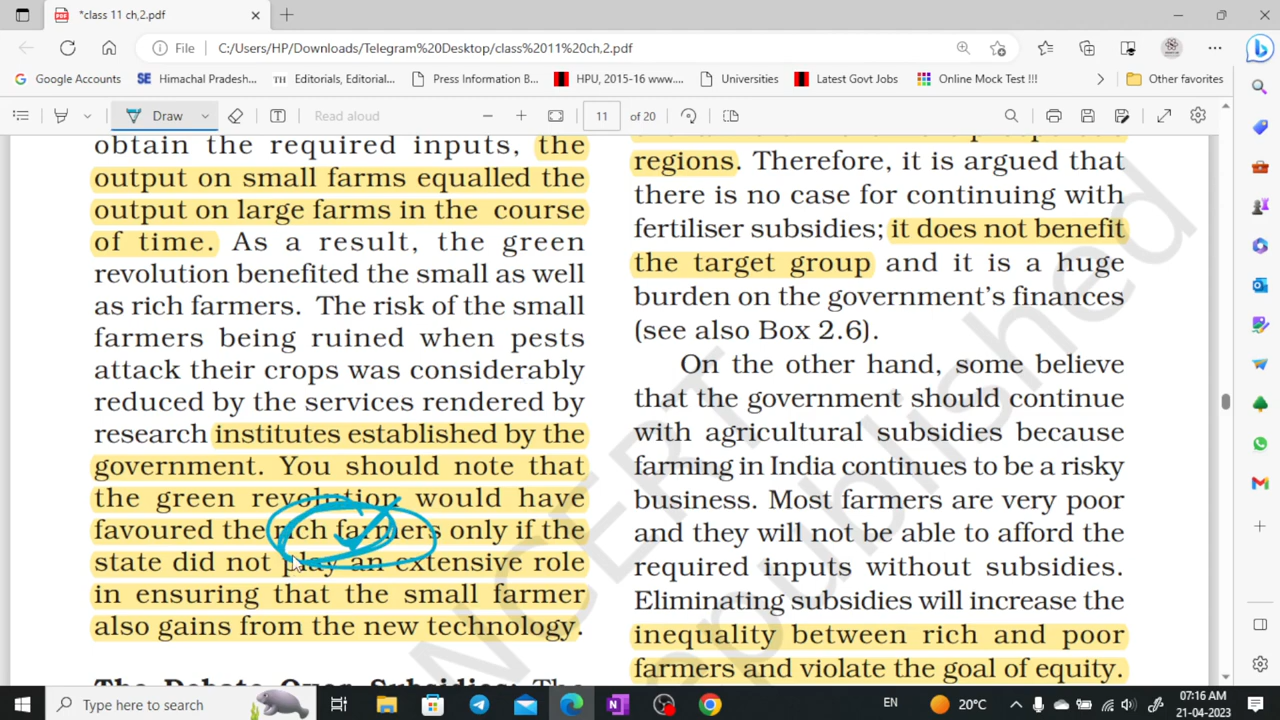 *class 11 ch,2.pdf
File C:/Users/HP/Downloads/Telegram%20Desktop/class%2011%20ch,2.pdf
Google Accounts SE Himachal Pradesh... TH Editorials, Editorial... Press Information B... HPU, 2015-16 www.... Universities Latest Govt Jobs Online Mock Test !!! Other favorites
Draw Read aloud 11 of 20
obtain the required inputs, the
output on small farms equalled the
output on large farms in the course
of time. As a result, the green
revolution benefited the small as well
as rich farmers. The risk of the small
farmers being ruined when pests
attack their crops was considerably
reduced by the services rendered by
research institutes established by the
government. You should note that
the green revolution would have
favoured the rich farmers only if the
state did not play an extensive role
in ensuring that the small farmer
also gains from the new technology.
The Debate Over Subsidies: The
regions. Therefore, it is argued that
there is no case for continuing with
fertiliser subsidies; it does not benefit
the target group and it is a huge
burden on the government's finances
(see also Box 2.6).
On the other hand, some believe
that the government should continue
with agricultural subsidies because
farming in India continues to be a risky
business. Most farmers are very poor
and they will not be able to afford the
required inputs without subsidies.
Eliminating subsidies will increase the
inequality between rich and poor
farmers and violate the goal of equity.
NCERT
republished
Type here to search
20°C
EN
07:16 AM
21-04-2023